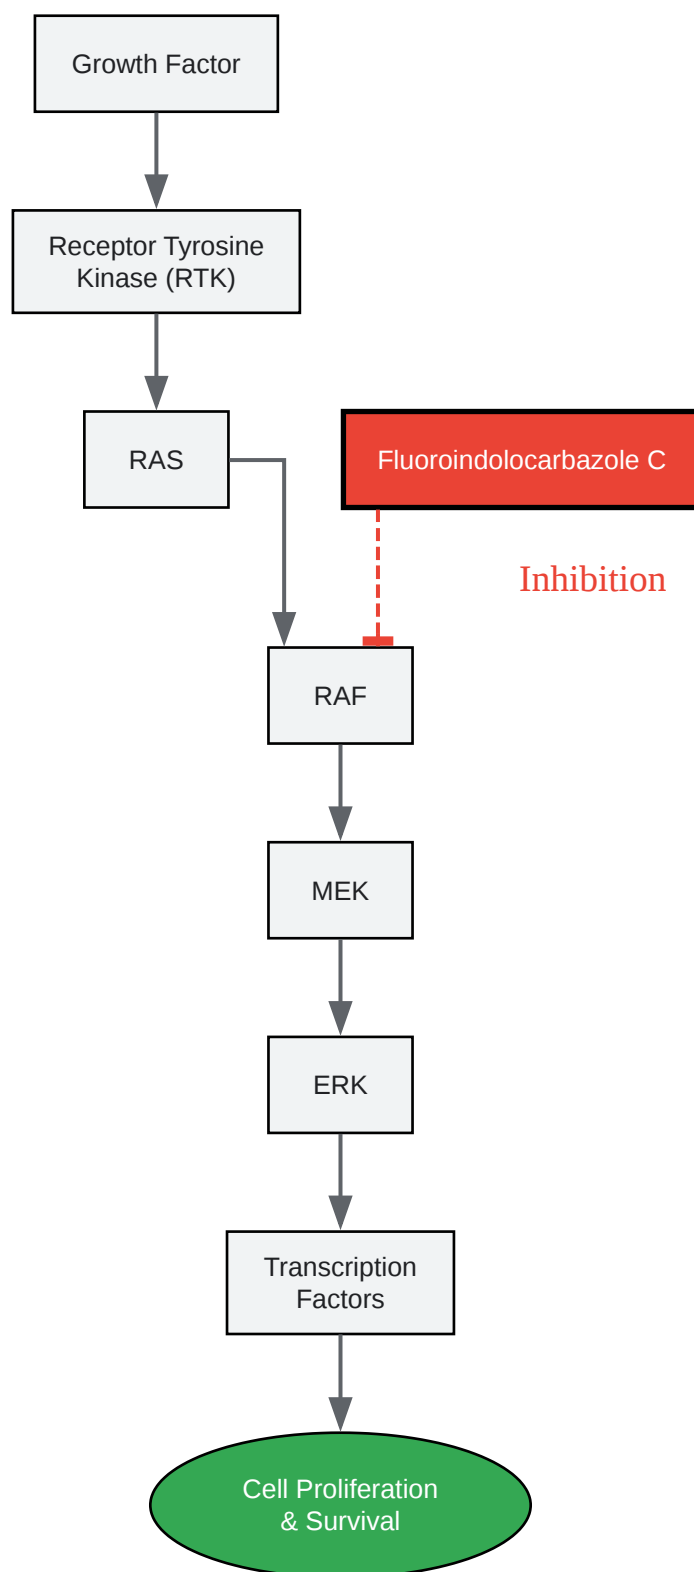 Growth Factor
Receptor Tyrosine
Kinase (RTK)
RAS
Fluoroindolocarbazole C
Inhibition
RAF
MEK
ERK
Transcription
Factors
Cell Proliferation
& Survival